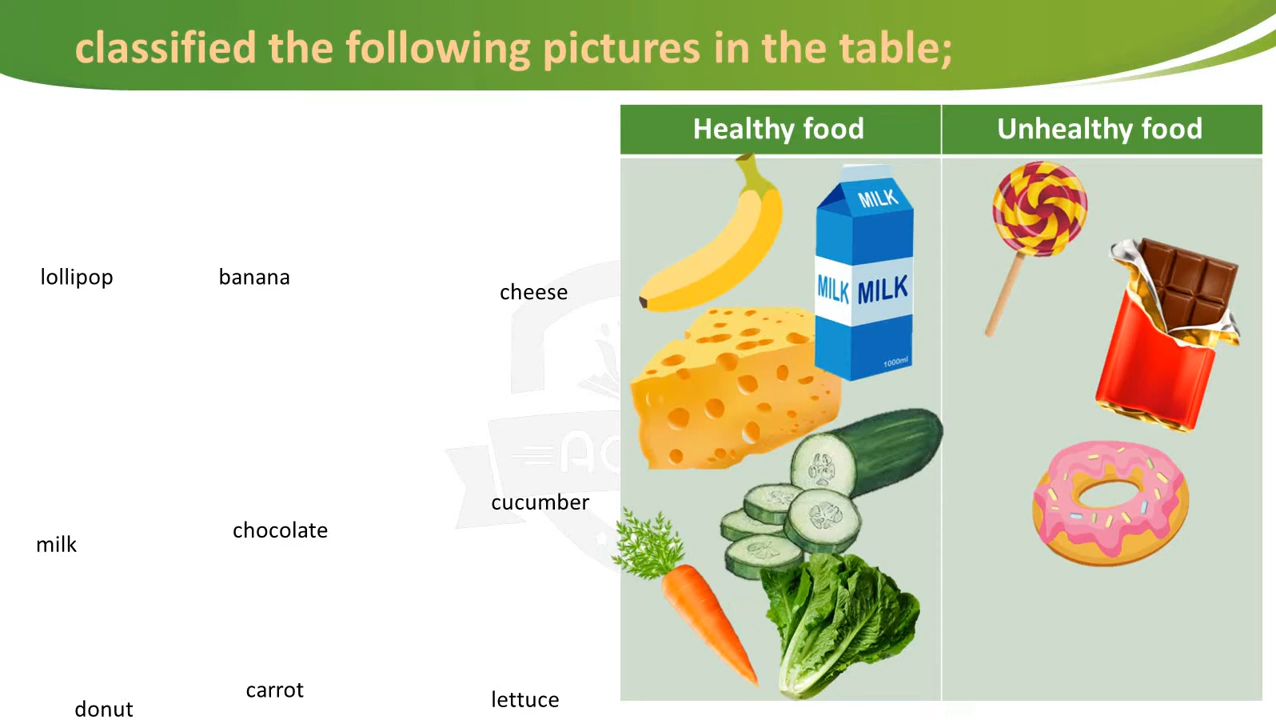 classified the following pictures in the table;
Healthy food
Unhealthy food
lollipop
banana
cheese
MILK
MILK
MILK
1000ml
milk
chocolate
cucumber
donut
carrot
lettuce